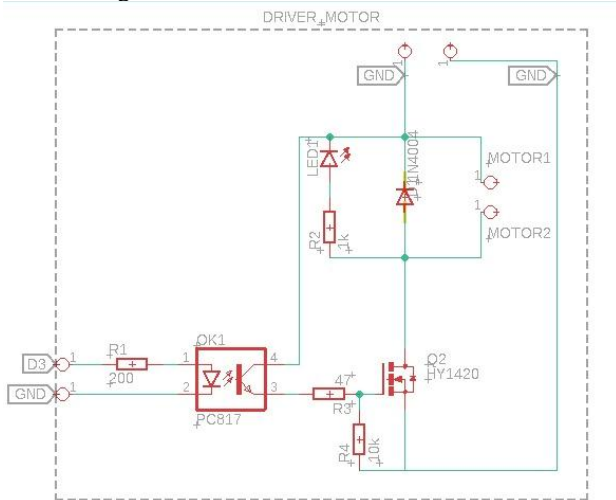 DRIVER_MOTOR
1
1
GND
GND
LED1
1N4004
MOTOR1
1
1
MOTOR2
R2
1k
OK1
Q2
HY1420
D3
1
R1
200
1
4
GND
1
2
3
PC817
47
R3
R4
10k